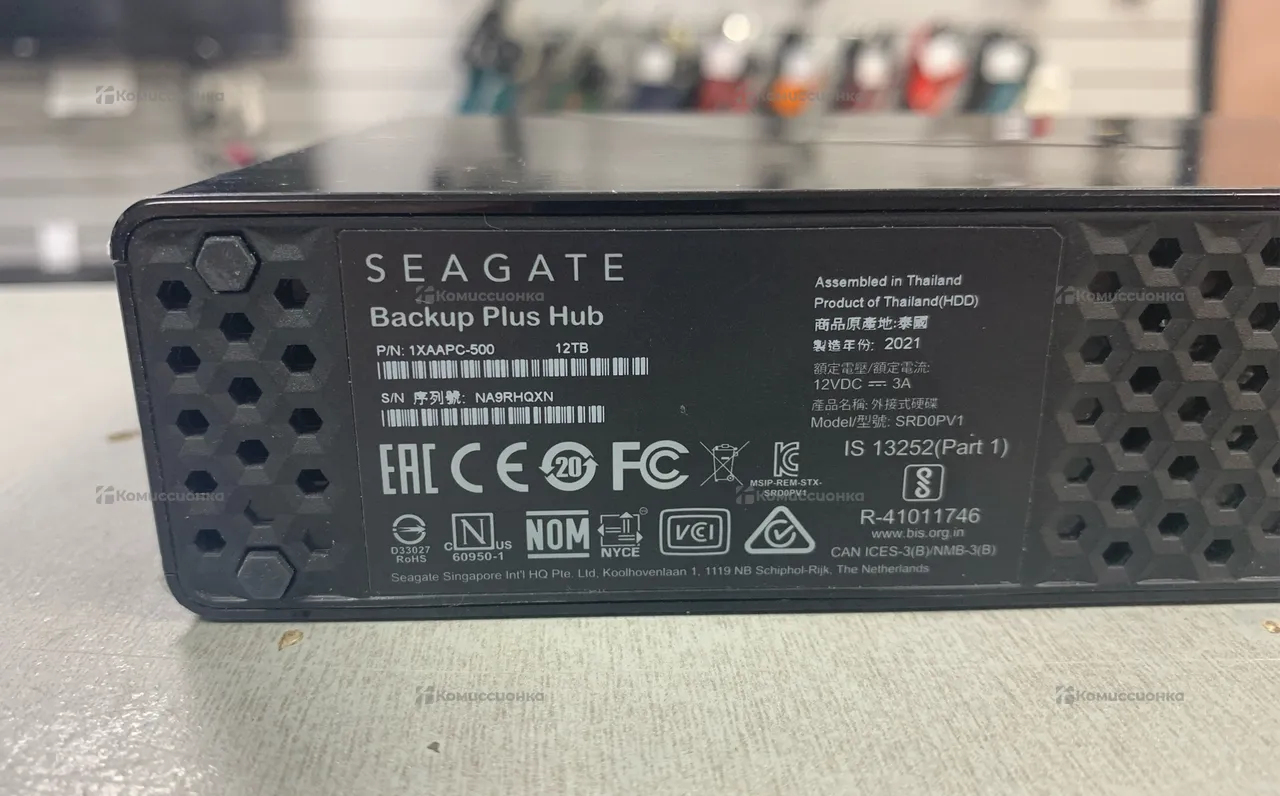 SEAGATE
Backup Plus Hub
P/N: 1XAAPC-500 12TB
S/N 序列號: NA9RHQXN
Assembled in Thailand
Product of Thailand(HDD)
商品原產地:泰國
製造年份: 2021
額定電壓/額定電流:
12VDC ⎓ 3A
產品名稱: 外接式硬碟
Model/型號: SRD0PV1
IS 13252(Part 1)
R-41011746
www.bis.org.in
CAN ICES-3(B)/NMB-3(B)
EAC CE 20 FC
MSIP-REM-STX-
SRD0PV1
D33027
RoHS
c N us
60950-1
NOM
NYCE
VCI
Seagate Singapore Int'l HQ Pte. Ltd, Koolhovenlaan 1, 1119 NB Schiphol-Rijk, The Netherlands
Комиссионка
Комиссионка
Комиссионка
Комиссионка
Комиссионка
Комиссионка
Комиссионка
Комиссионка